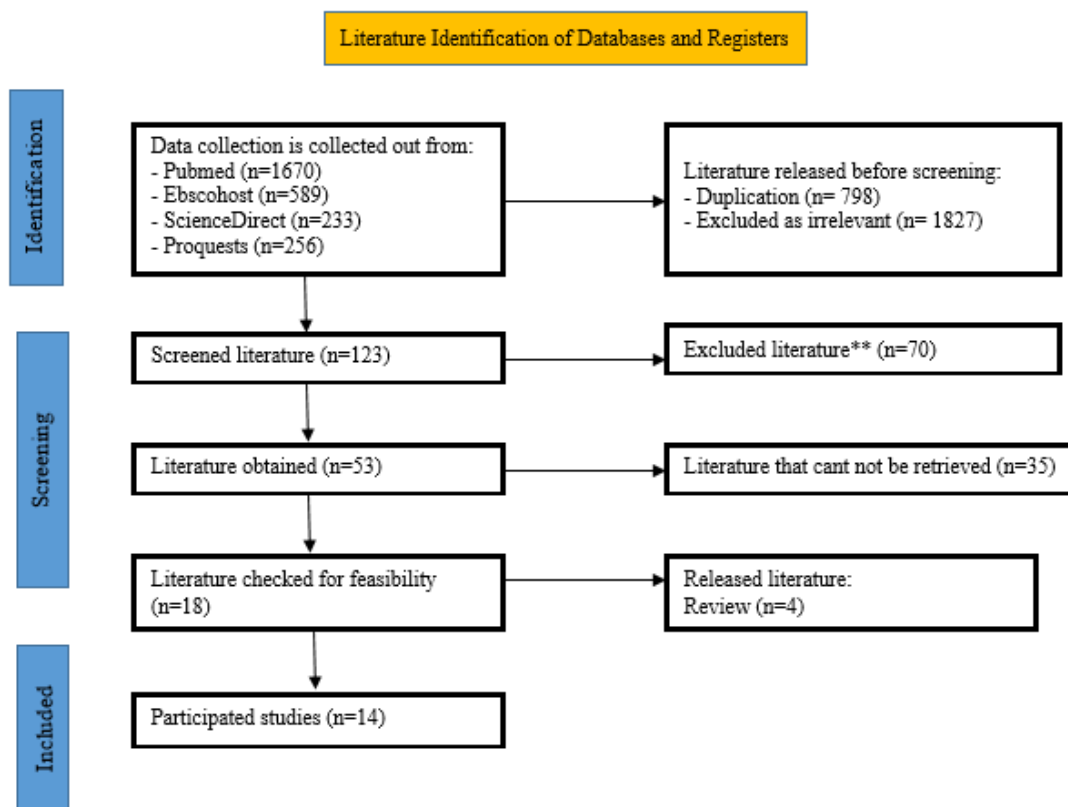 Literature Identification of Databases and Registers
Identification
Data collection is collected out from:
- Pubmed (n=1670)
- Ebscohost (n=589)
- ScienceDirect (n=233)
- Proquests (n=256)
Literature released before screening:
- Duplication (n= 798)
- Excluded as irrelevant (n= 1827)
Screening
Screened literature (n=123)
Excluded literature** (n=70)
Literature obtained (n=53)
Literature that cant not be retrieved (n=35)
Literature checked for feasibility
(n=18)
Released literature:
Review (n=4)
Included
Participated studies (n=14)